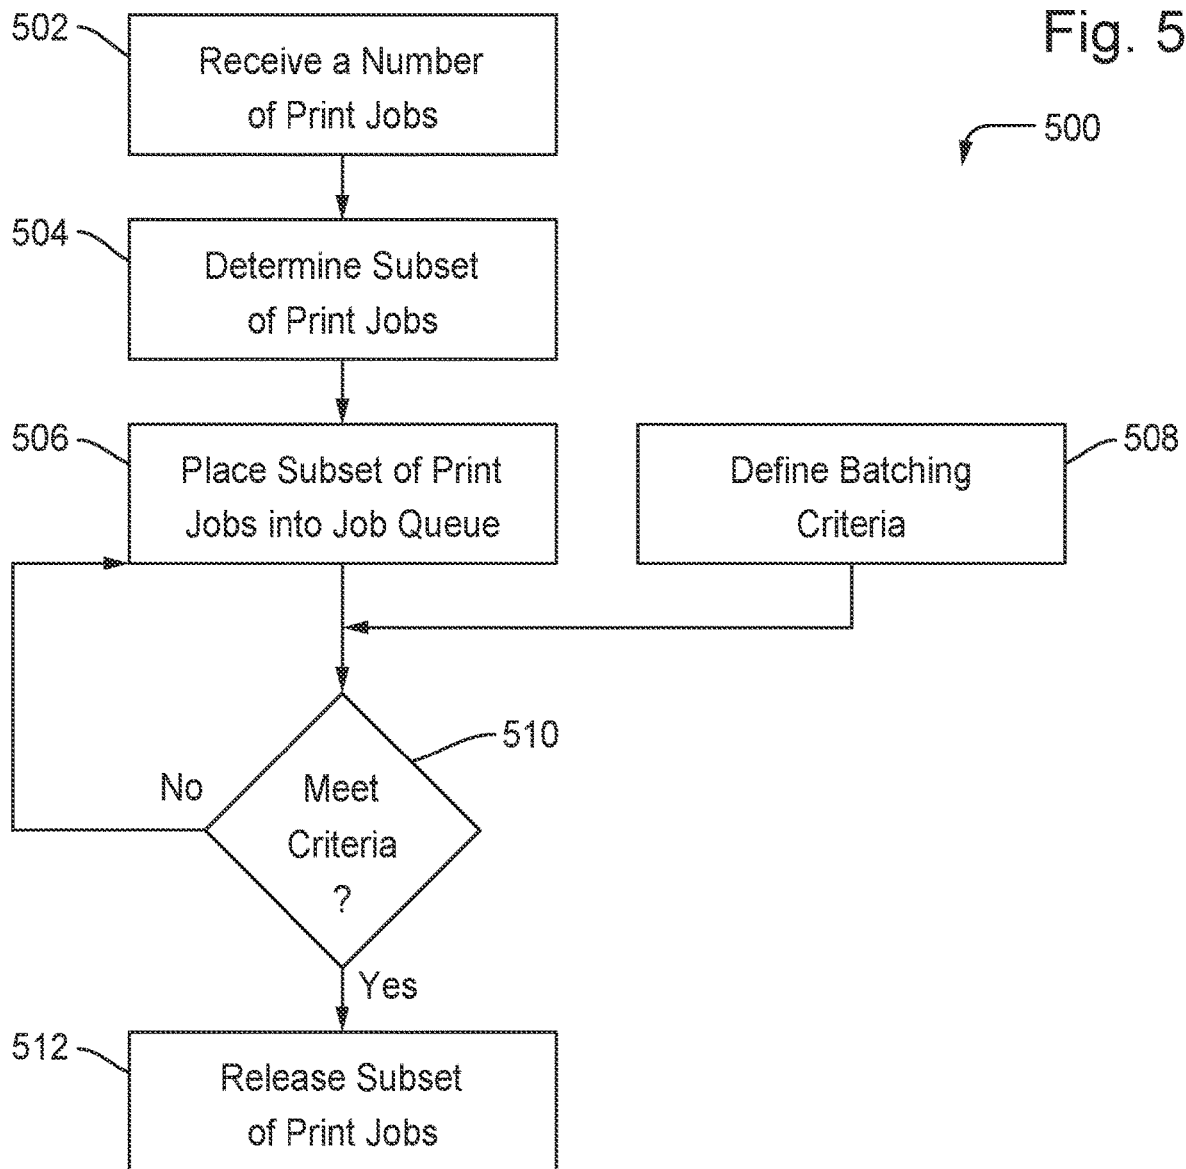 Fig. 5
500
502
Receive a Number
of Print Jobs
504
Determine Subset
of Print Jobs
506
Place Subset of Print
Jobs into Job Queue
508
Define Batching
Criteria
510
Meet
Criteria
?
No
Yes
512
Release Subset
of Print Jobs